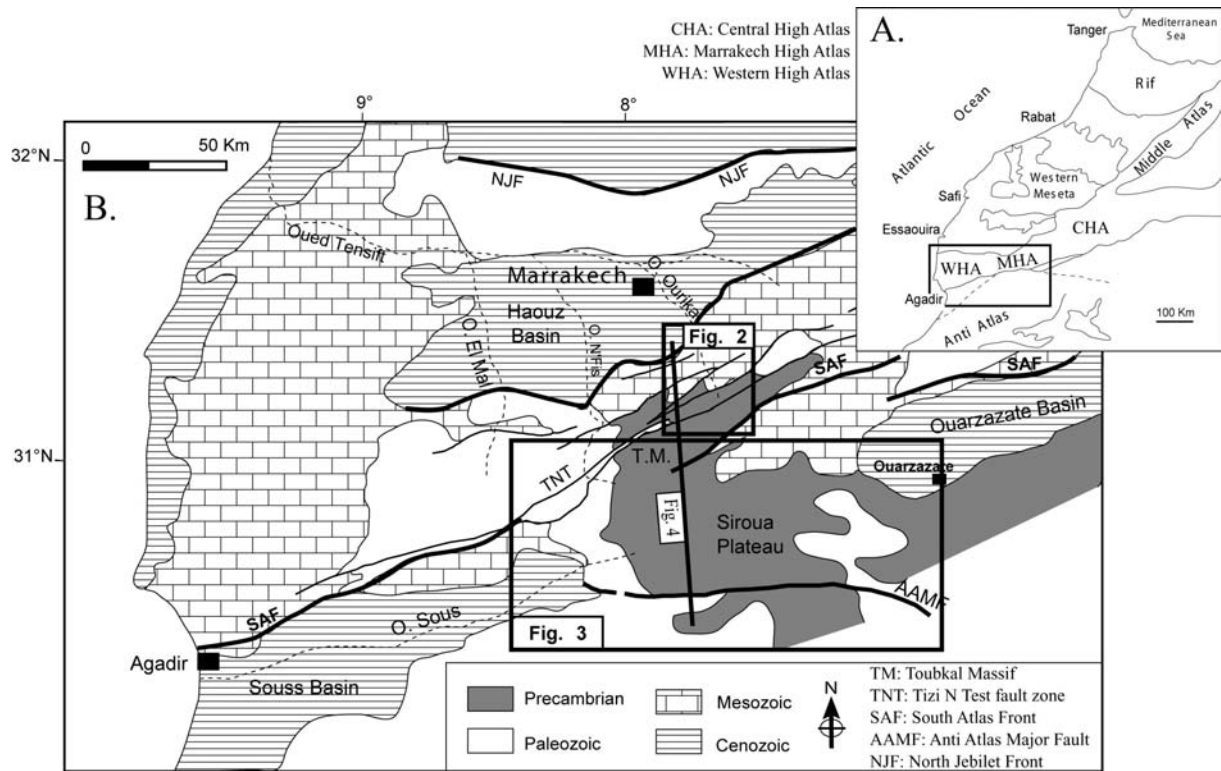 CHA: Central High Atlas
MHA: Marrakech High Atlas
WHA: Western High Atlas
A.
Mediterranean
Sea
Tanger
Rif
Atlantic Ocean
Rabat
Middle Atlas
Western
Meseta
Safi
Essaouira
CHA
WHA
MHA
Agadir
Anti Atlas
100 Km
9°
8°
0 50 Km
32°N
31°N
B.
NJF
NJF
Oued Tensift
Marrakech
O. Ourika
Haouz
Basin
O. El Mal
O. N'Fis
Fig. 2
SAF
SAF
Ouarzazate Basin
Ouarzazate
T.M.
TNT
Fig. 4
Siroua
Plateau
AAMF
SAF
O. Sous
Fig. 3
Agadir
Souss Basin
Precambrian
Mesozoic
Paleozoic
Cenozoic
N
TM: Toubkal Massif
TNT: Tizi N Test fault zone
SAF: South Atlas Front
AAMF: Anti Atlas Major Fault
NJF: North Jebilet Front